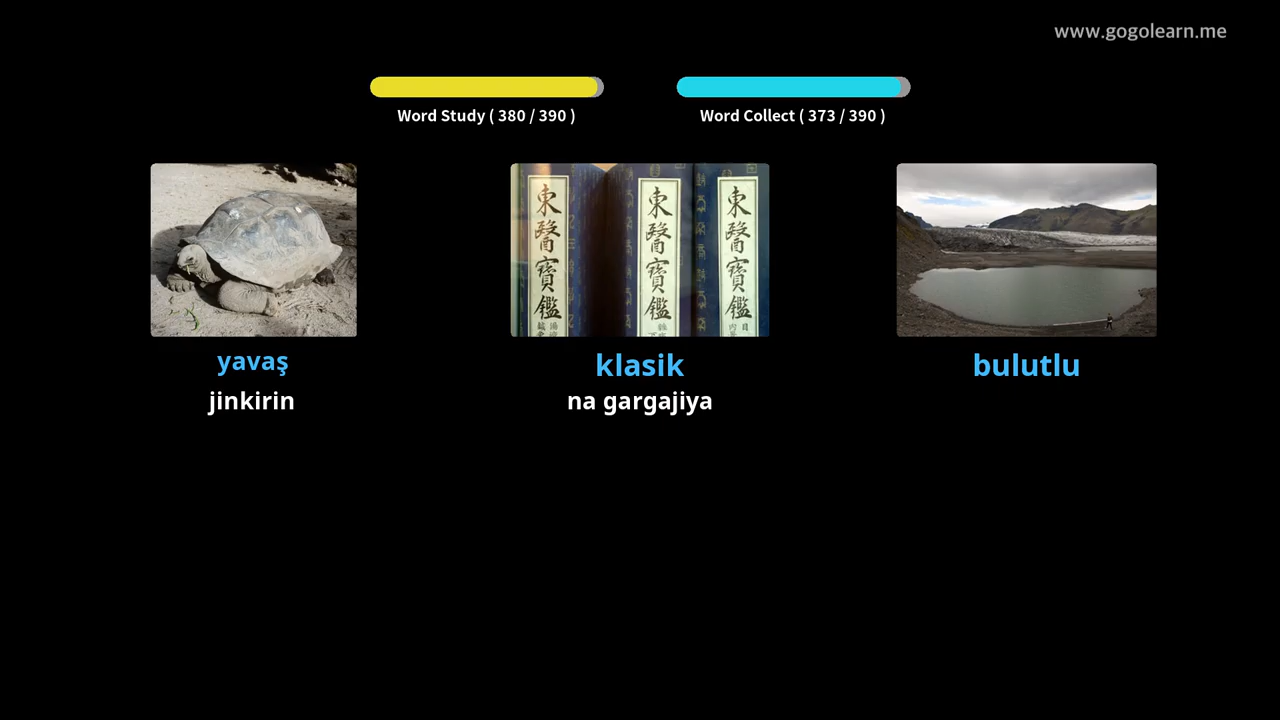 www.gogolearn.me
Word Study ( 380 / 390 )
Word Collect ( 373 / 390 )
東醫寶鑑
東醫寶鑑
東醫寶鑑
yavaş
klasik
bulutlu
jinkirin
na gargajiya